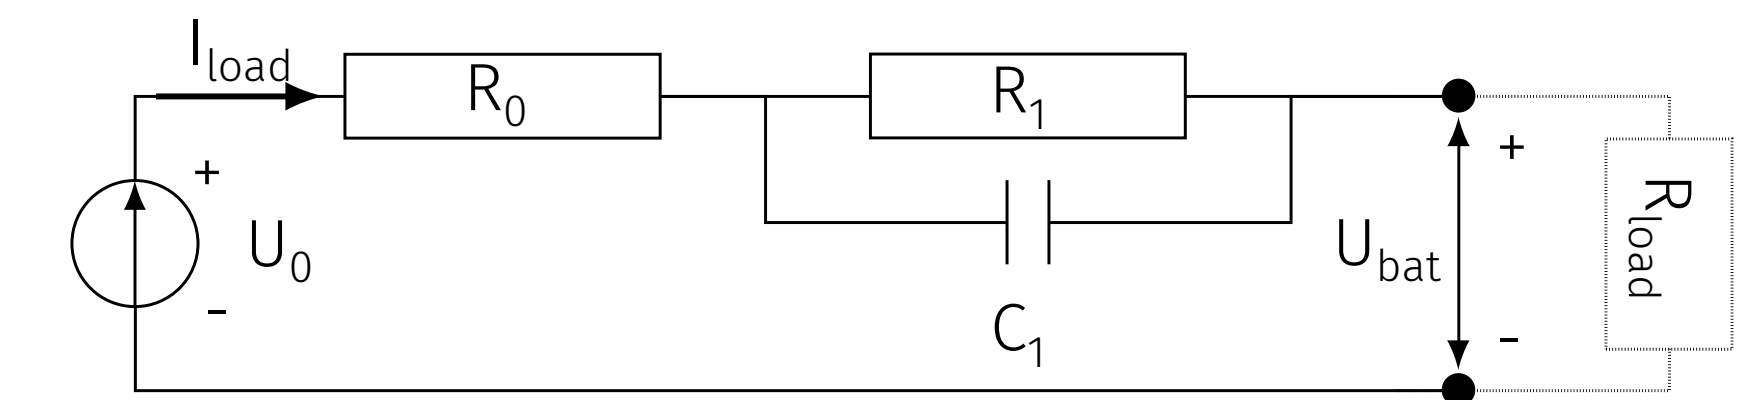 I_load
R_0
R_1
+
U_0
-
C_1
U_bat
+
-
R_load